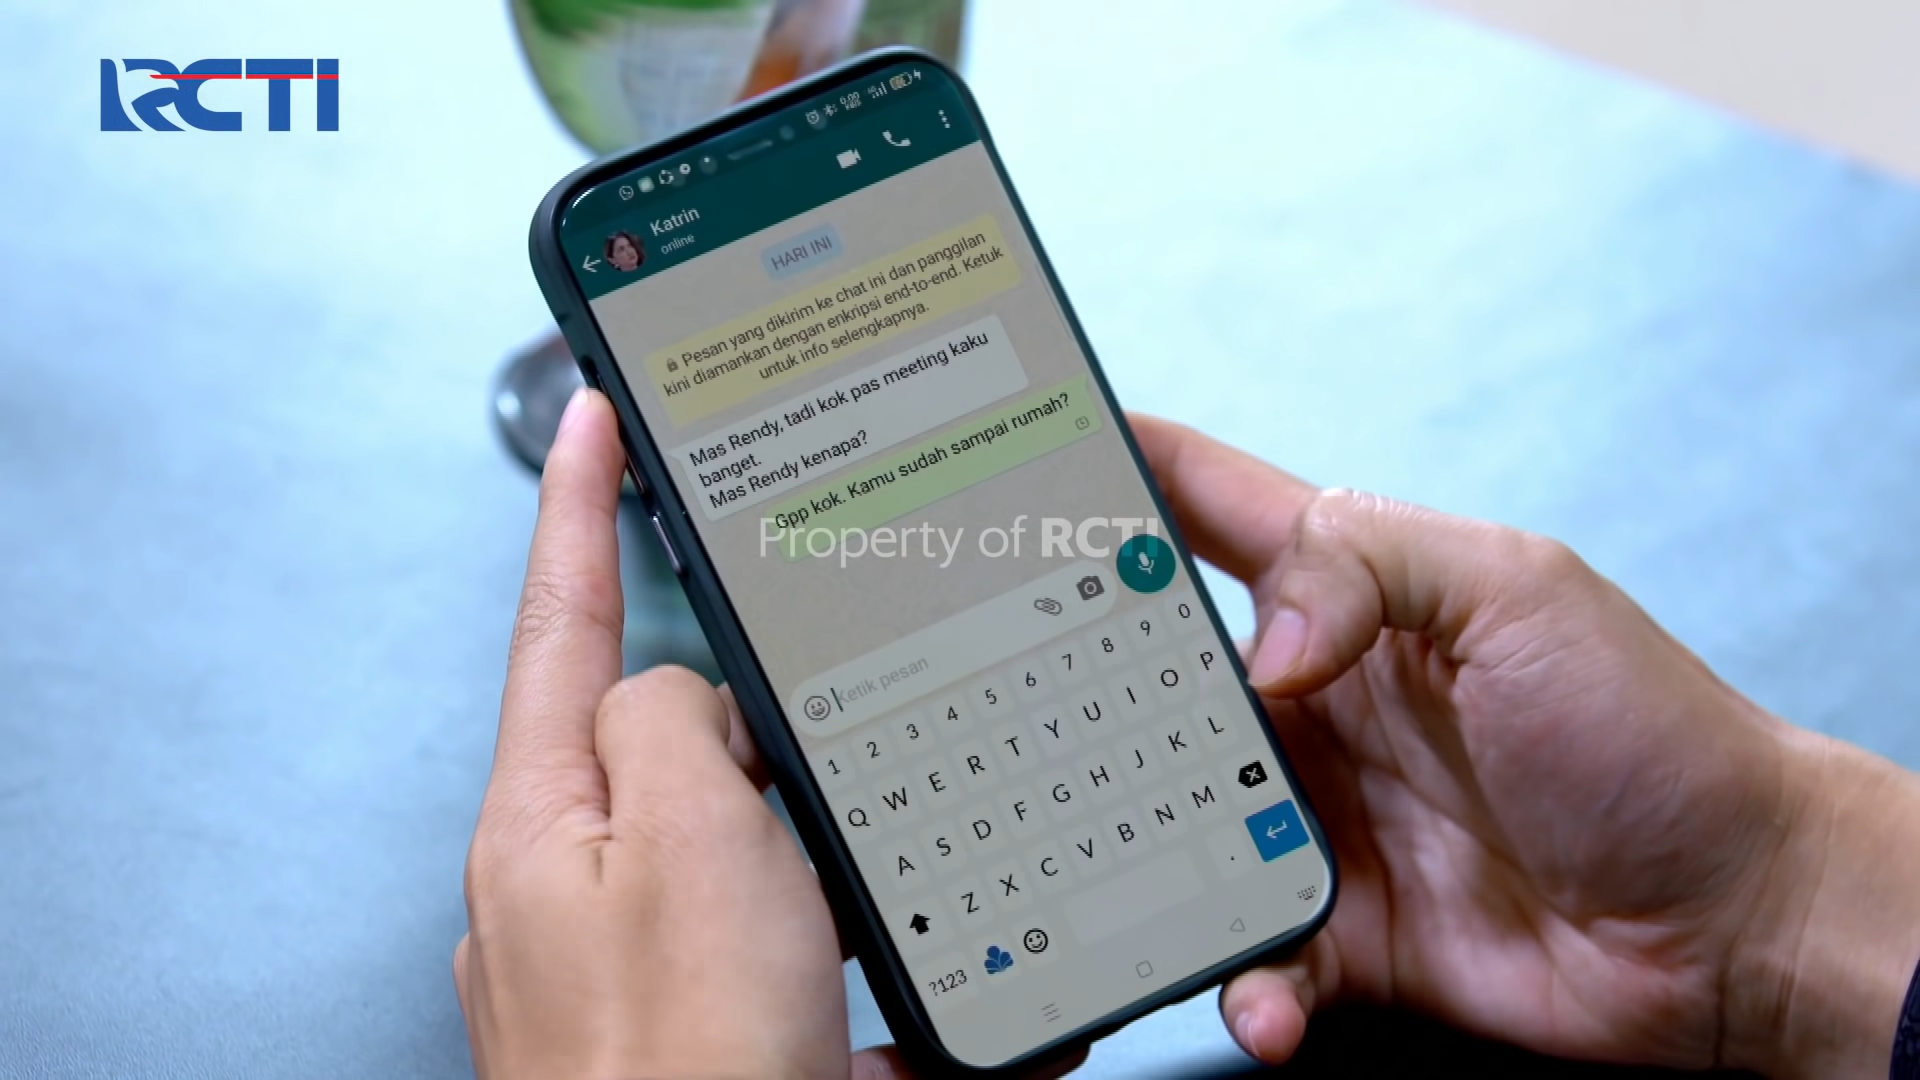 RCTI
Katrin
online
HARI INI
Pesan yang dikirim ke chat ini dan panggilan
kini diamankan dengan enkripsi end-to-end. Ketuk
untuk info selengkapnya.
Mas Rendy, tadi kok pas meeting kaku
banget.
Mas Rendy kenapa?
Gpp kok. Kamu sudah sampai rumah?
Property of RCTI
Ketik pesan
1 2 3 4 5 6 7 8 9 0
Q W E R T Y U I O P
A S D F G H J K L
Z X C V B N M
?123 .